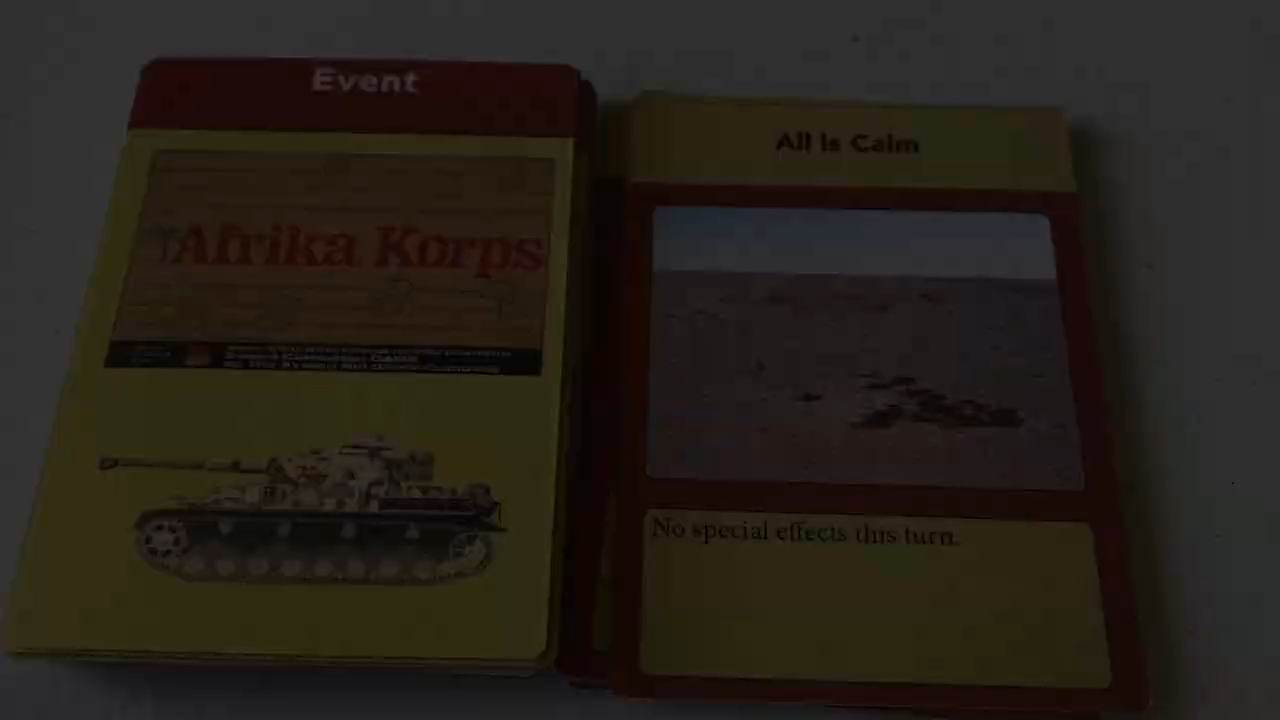 Event
Afrika Korps
All Is Calm
No special effects this turn.